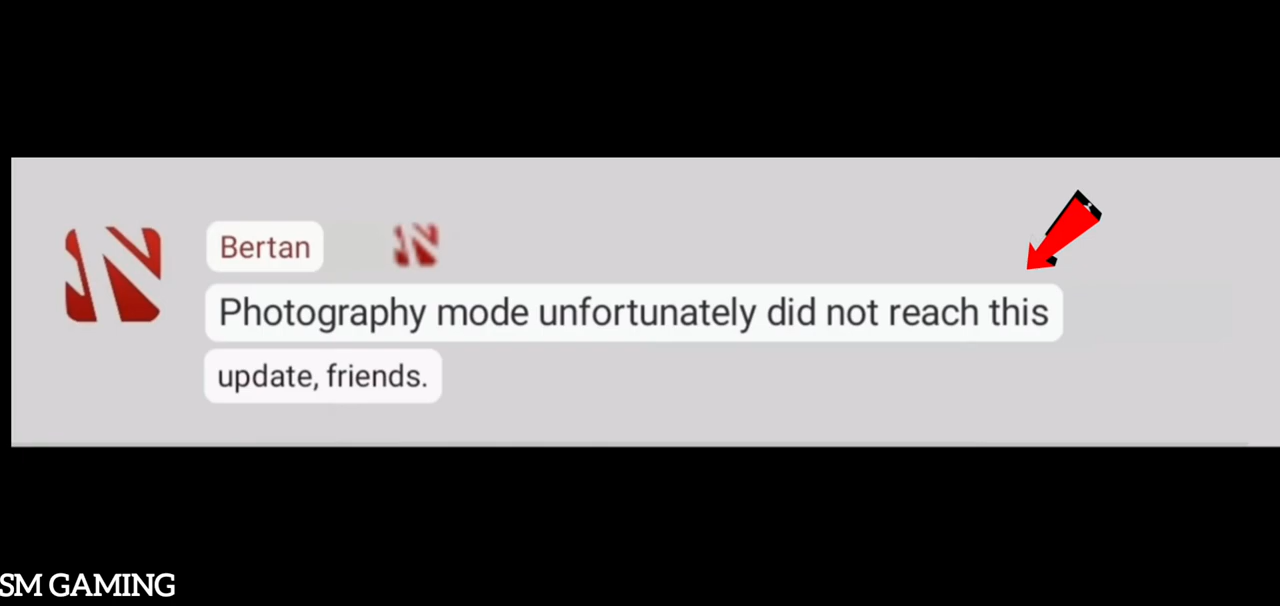 Bertan
Photography mode unfortunately did not reach this
update, friends.
SM GAMING